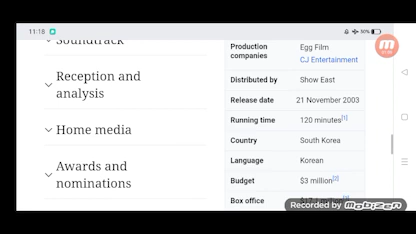 11:18
50%
Soundtrack
Reception and
analysis
Home media
Awards and
nominations
Production
companies
Egg Film
CJ Entertainment
Distributed by
Show East
Release date
21 November 2003
Running time
120 minutes[1]
Country
South Korea
Language
Korean
Budget
$3 million[2]
Box office
Recorded by mobizen